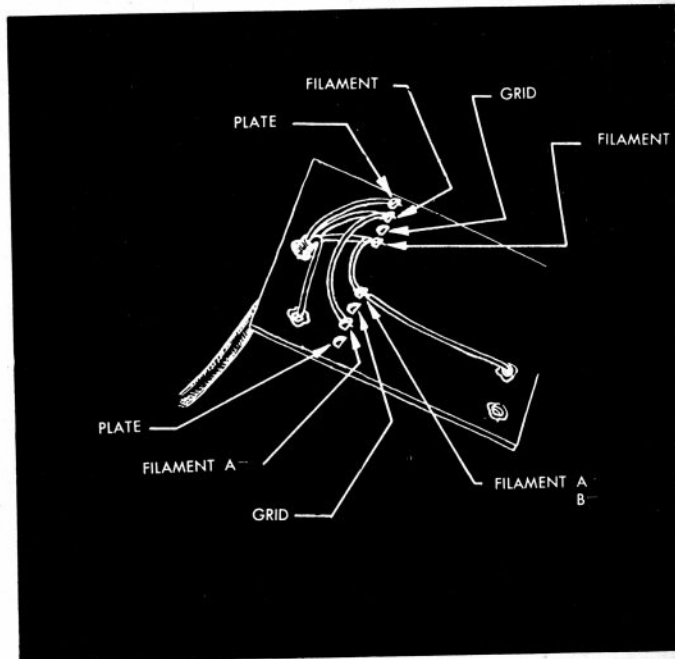 FILAMENT
GRID
PLATE
FILAMENT
PLATE
FILAMENT A-
FILAMENT A-
B-
GRID